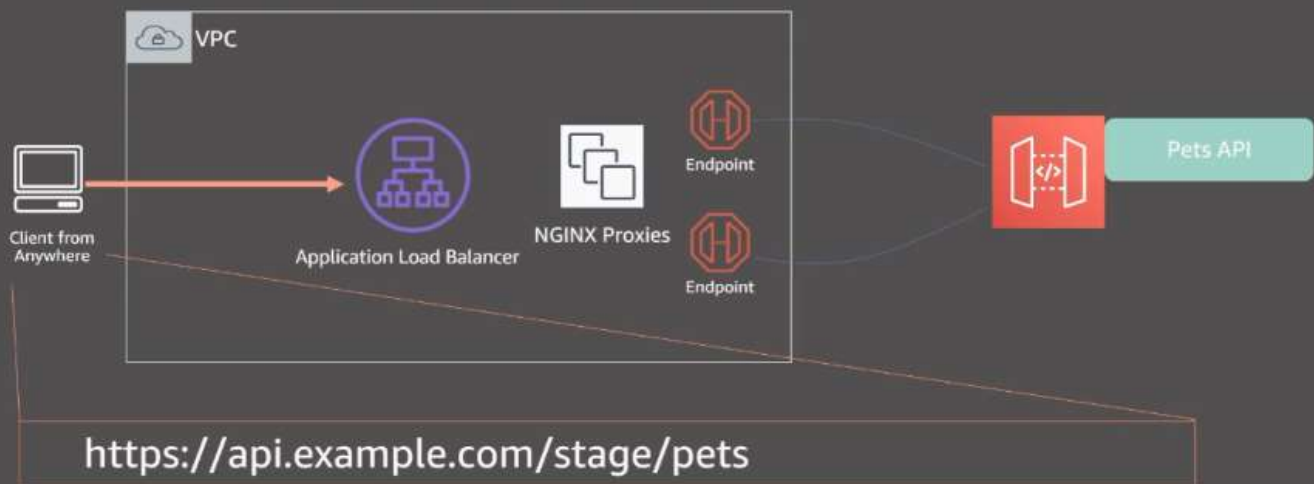 VPC
Client from
Anywhere
Application Load Balancer
NGINX Proxies
Endpoint
Endpoint
</>
Pets API
https://api.example.com/stage/pets